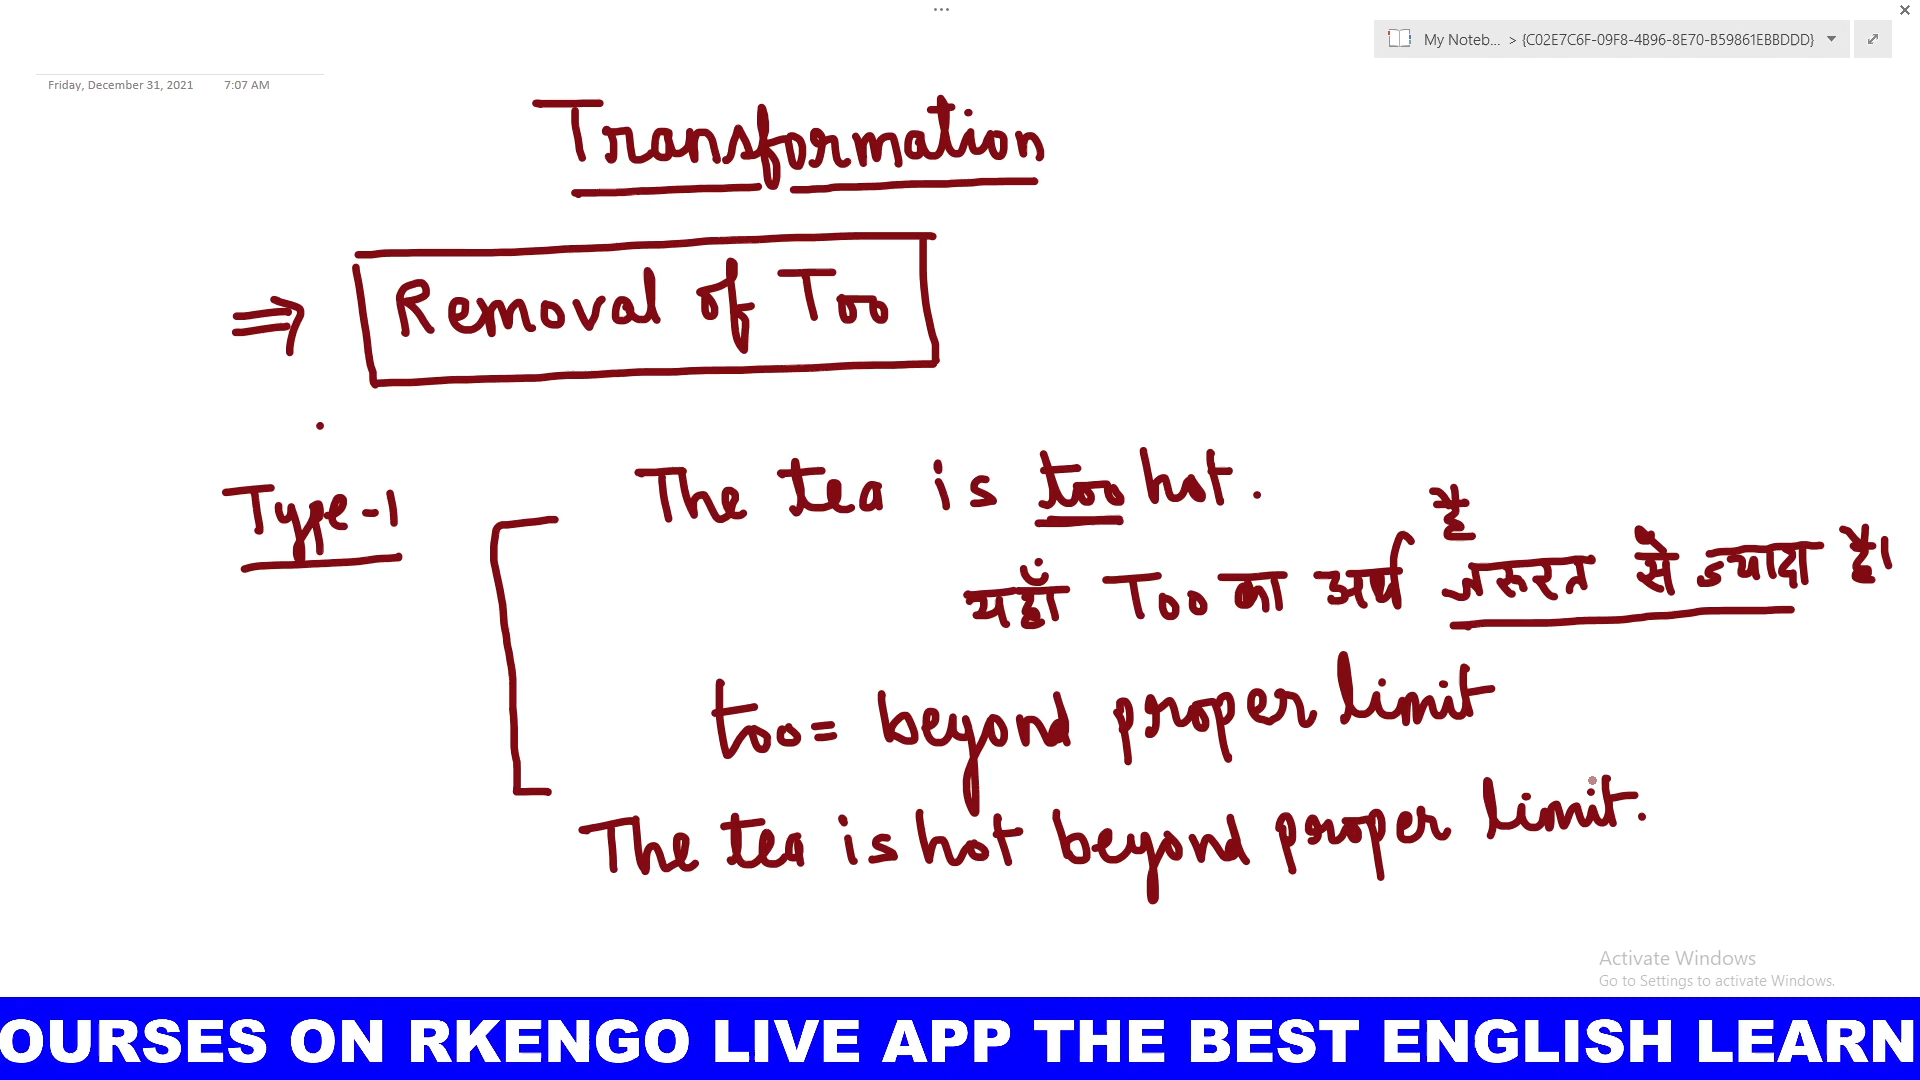 ...
My Noteb... > {C02E7C6F-09F8-4B96-8E70-B59861EBBDDD}
Friday, December 31, 2021 7:07 AM
Transformation
⇒ Removal of Too
Type-1
The tea is too hot.
यहाँ Too का अर्थ है जरूरत से ज्यादा है।
too = beyond proper limit
The tea is hot beyond proper limit.
Activate Windows
Go to Settings to activate Windows.
OURSES ON RKENGO LIVE APP THE BEST ENGLISH LEARN